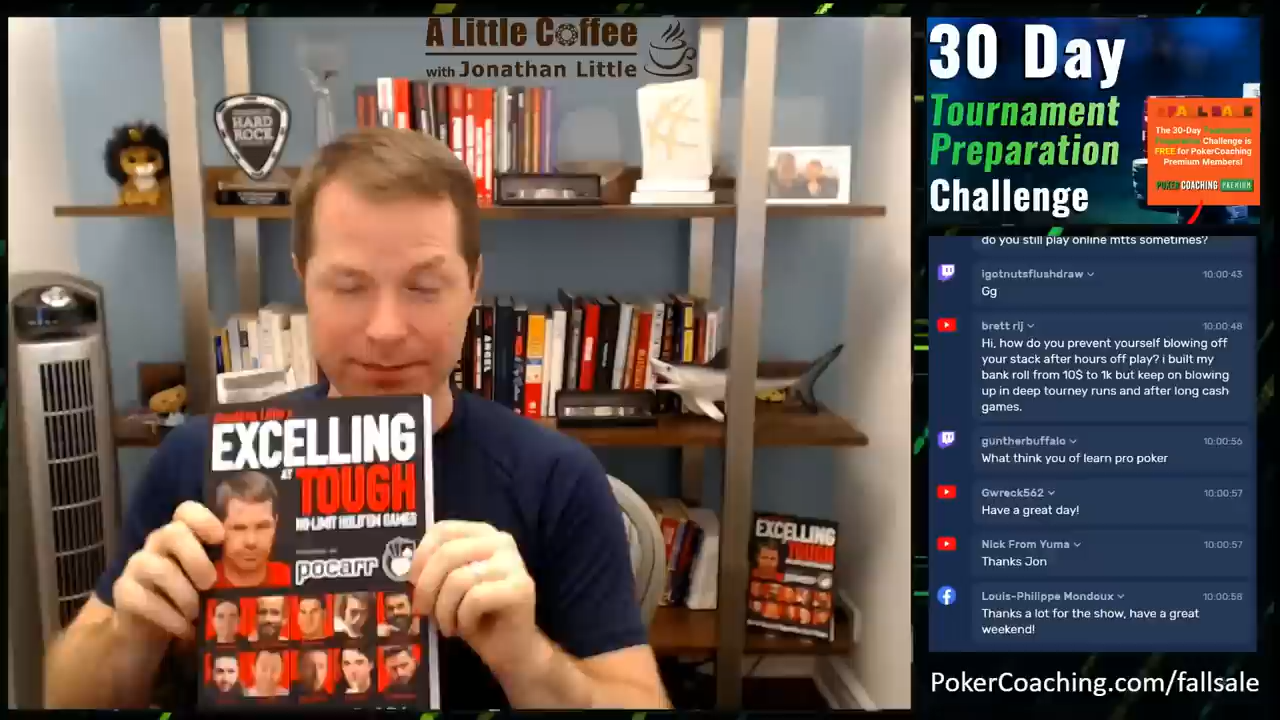 A Little Coffee
with Jonathan Little
HARD
ROCK
EXCELLING
AT
TOUGH
NO-LIMIT HOLD'EM GAMES
pocarr
EXCELLING
TOUGH
30 Day
Tournament
Preparation
Challenge
FALL SALE
The 30-Day Tournament
Preparation Challenge is
FREE for PokerCoaching
Premium Members!
POKER COACHING PREMIUM
do you still play online mtts sometimes?
igotnutsflushdraw
10:00:43
Gg
brett rij
10:00:48
Hi, how do you prevent yourself blowing off
your stack after hours off play? i built my
bank roll from 10$ to 1k but keep on blowing
up in deep tourney runs and after long cash
games.
guntherbuffalo
10:00:56
What think you of learn pro poker
Gwreck562
10:00:57
Have a great day!
Nick From Yuma
10:00:57
Thanks Jon
Louis-Philippe Mondoux
10:00:58
Thanks a lot for the show, have a great
weekend!
PokerCoaching.com/fallsale